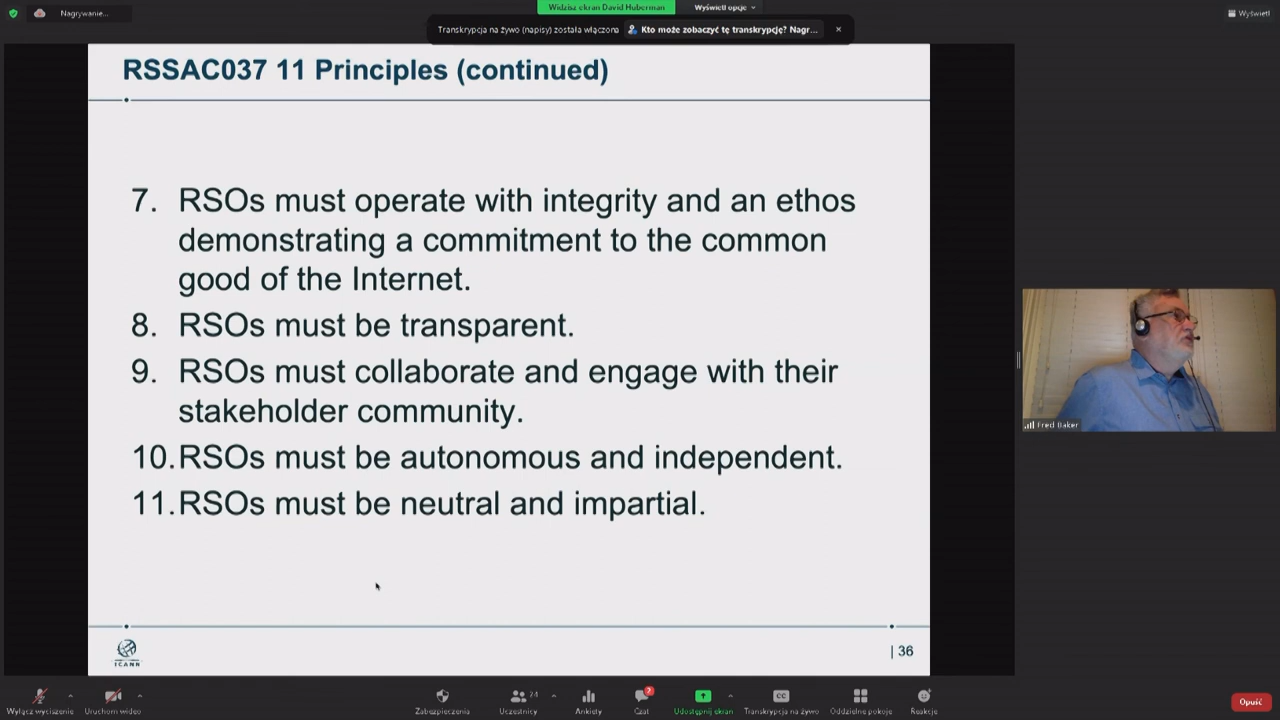 Nagrywanie...
Widzisz ekran David Huberman
Wyświetl opcje
Wyświetl
Transkrypcja na żywo (napisy) została włączona
Kto może zobaczyć tę transkrypcję? Nagr...
RSSAC037 11 Principles (continued)
7. RSOs must operate with integrity and an ethos
demonstrating a commitment to the common
good of the Internet.
8. RSOs must be transparent.
9. RSOs must collaborate and engage with their
stakeholder community.
10. RSOs must be autonomous and independent.
11. RSOs must be neutral and impartial.
Fred Baker
ICANN
| 36
Wyłącz wyciszenie
Uruchom wideo
Zabezpieczenia
Uczestnicy
24
Ankiety
Czat
2
Udostępnij ekran
CC
Transkrypcja na żywo
Oddzielne pokoje
Reakcje
Opuść